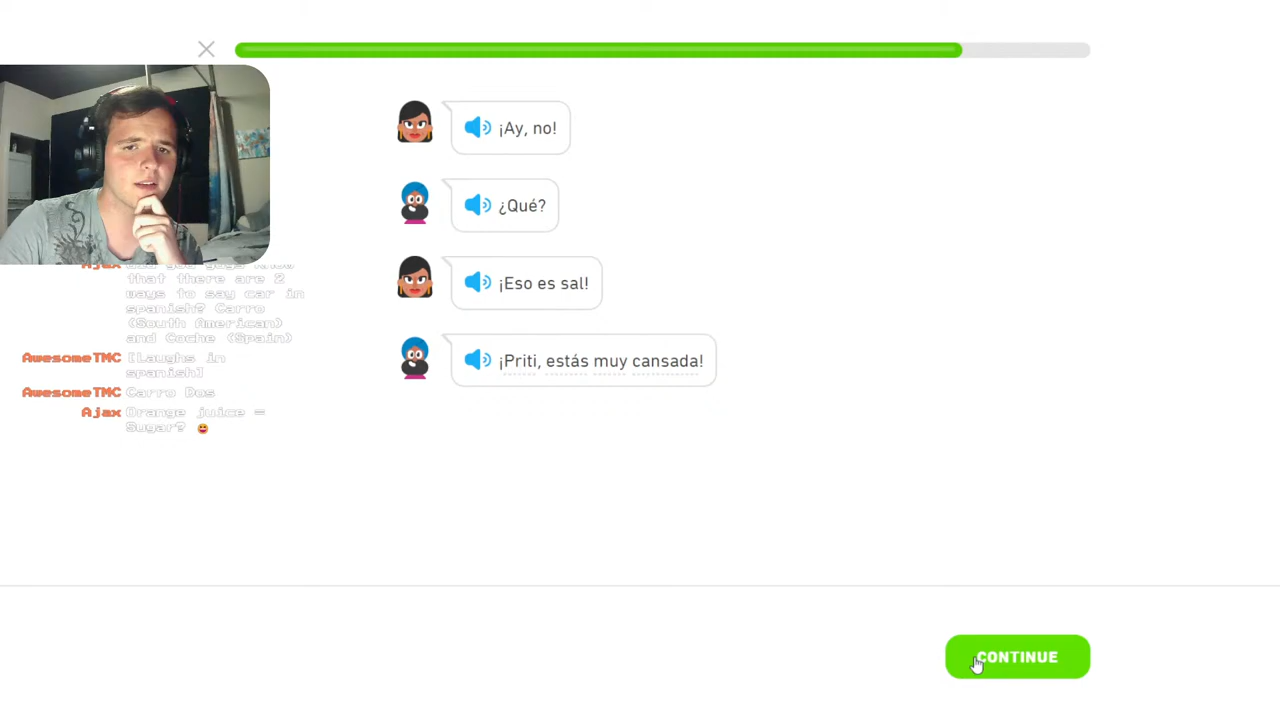 ¡Ay, no!
¿Qué?
¡Eso es sal!
¡Priti, estás muy cansada!
that there are 2
ways to say car in
spanish? Carro
(South American)
and Coche (Spain)
AwesomeTMC [Laughs in
spanish]
AwesomeTMC Carro Dos
Ajax Orange juice =
Sugar? 😀
CONTINUE